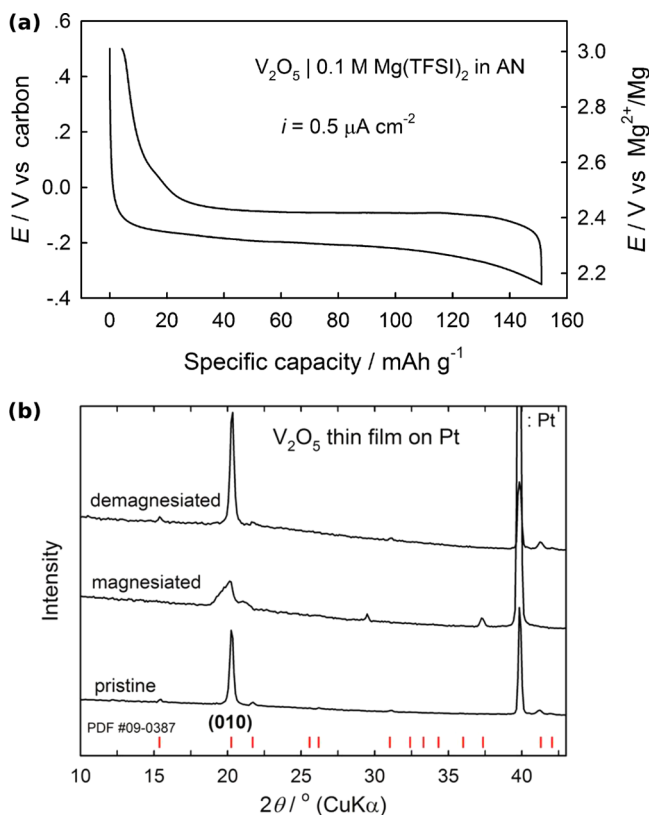 (a)
V₂O₅ | 0.1 M Mg(TFSI)₂ in AN
i = 0.5 μA cm⁻²
E / V vs carbon
.6
.4
.2
0.0
-.2
-.4
E / V vs Mg²⁺/Mg
3.0
2.8
2.6
2.4
2.2
0 20 40 60 80 100 120 140 160
Specific capacity / mAh g⁻¹
(b)
V₂O₅ thin film on Pt
: Pt
demagnesiated
magnesiated
pristine
PDF #09-0387
(010)
Intensity
10 15 20 25 30 35 40
2θ / ° (CuKα)